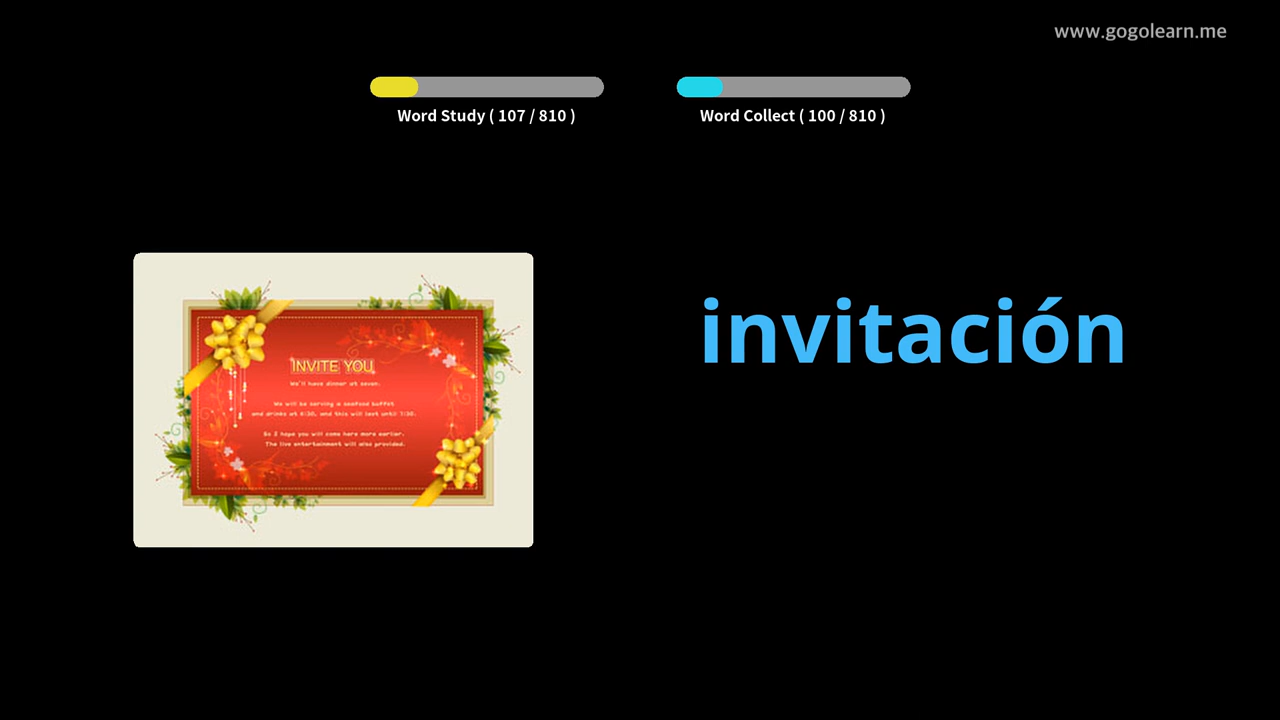 www.gogolearn.me
Word Study ( 107 / 810 )
Word Collect ( 100 / 810 )
invitación
INVITE YOU
We'll have dinner at seven.
We will be serving a seafood buffet
and drinks at 6:30, and this will last until 7:30.
So I hope you will come here more earlier.
The live entertainment will also provided.